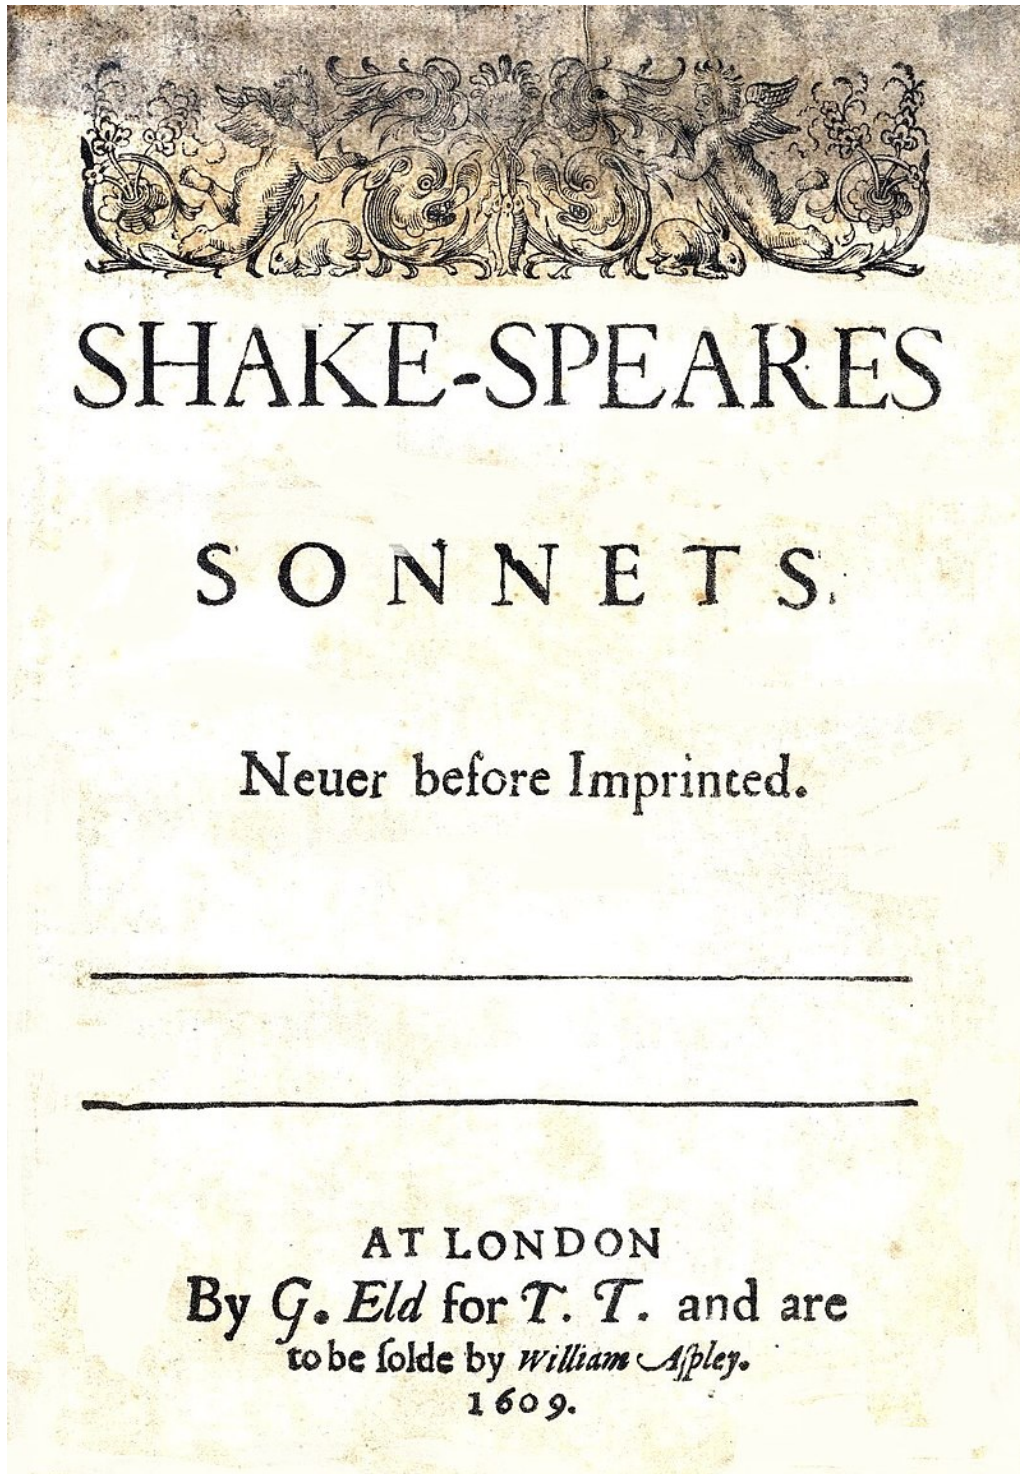 SHAKE-SPEARES
SONNETS.
Neuer before Imprinted.
AT LONDON
By G. Eld for T. T. and are
to be ſolde by William Aſpley.
1609.